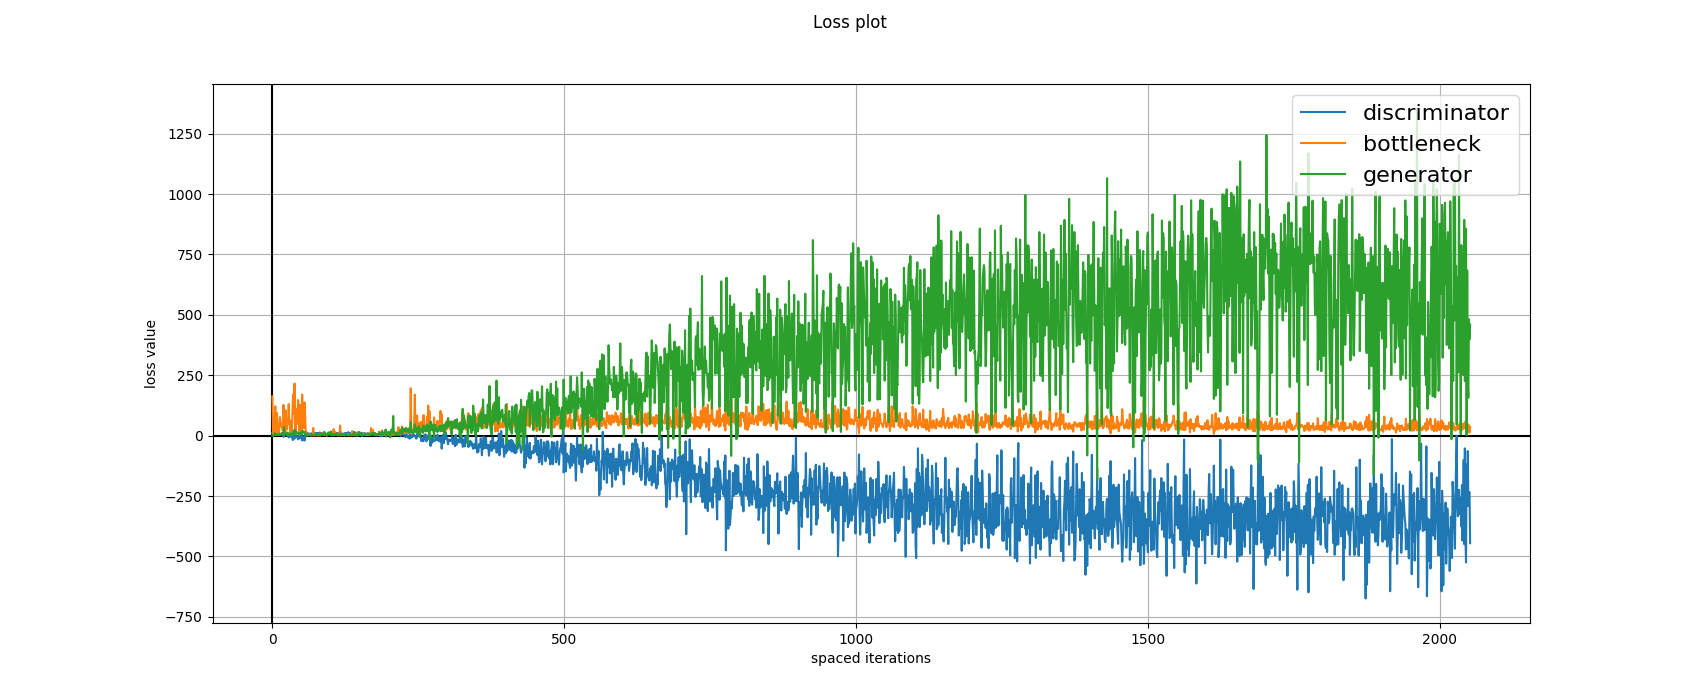 Loss plot
discriminator
bottleneck
generator
1250
1000
750
500
250
0
−250
−500
−750
loss value
0 500 1000 1500 2000
spaced iterations